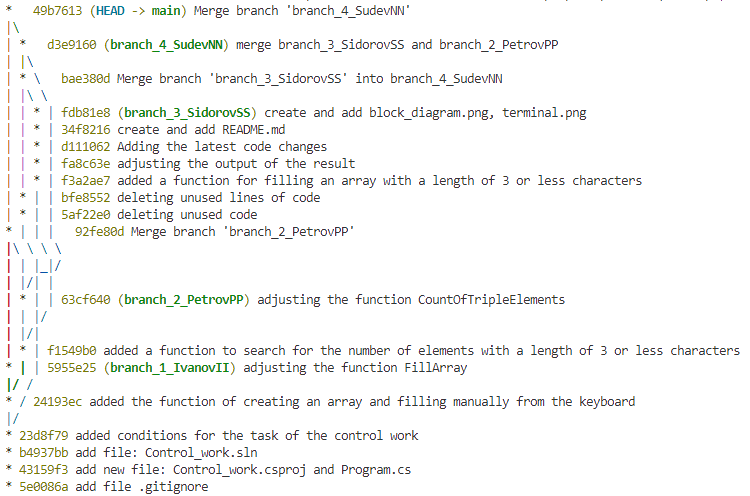 * 49b7613 (HEAD -> main) Merge branch 'branch_4_SudevNN'
|\
| * d3e9160 (branch_4_SudevNN) merge branch_3_SidorovSS and branch_2_PetrovPP
| |\
| * \ bae380d Merge branch 'branch_3_SidorovSS' into branch_4_SudevNN
| |\ \
| | * | fdb81e8 (branch_3_SidorovSS) create and add block_diagram.png, terminal.png
| | * | 34f8216 create and add README.md
| | * | d111062 Adding the latest code changes
| | * | fa8c63e adjusting the output of the result
| | * | f3a2ae7 added a function for filling an array with a length of 3 or less characters
| * | | bfe8552 deleting unused lines of code
| * | | 5af22e0 deleting unused code
* | | | 92fe80d Merge branch 'branch_2_PetrovPP'
|\ \ \ \
| | |_|/
| |/| |
| * | | 63cf640 (branch_2_PetrovPP) adjusting the function CountOfTripleElements
| | |/
| |/|
| * | f1549b0 added a function to search for the number of elements with a length of 3 or less characters
* | | 5955e25 (branch_1_IvanovII) adjusting the function FillArray
|/ /
* / 24193ec added the function of creating an array and filling manually from the keyboard
|/
* 23d8f79 added conditions for the task of the control work
* b4937bb add file: Control_work.sln
* 43159f3 add new file: Control_work.csproj and Program.cs
* 5e0086a add file .gitignore